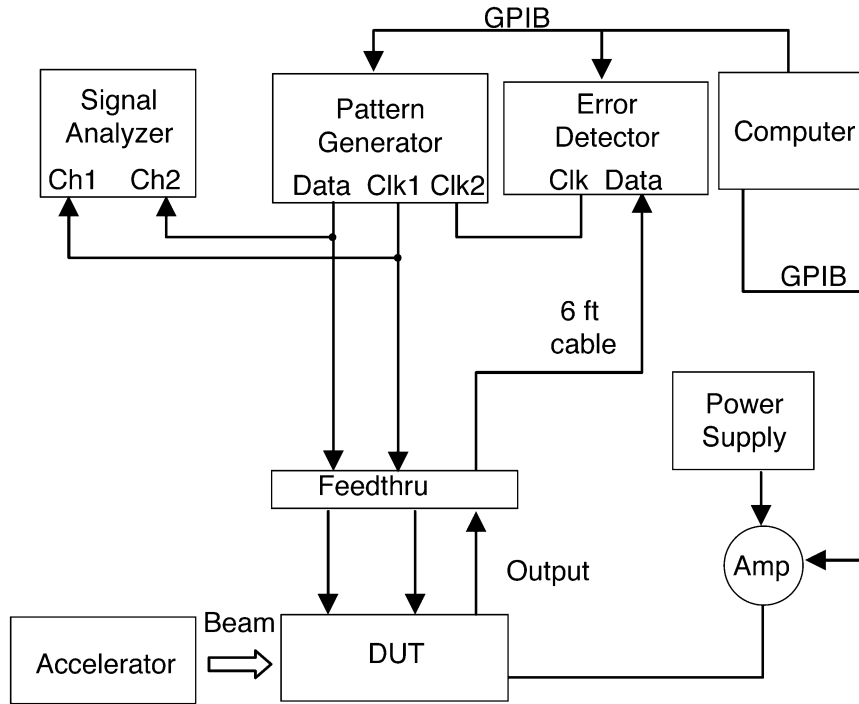 GPIB
Signal
Analyzer
Ch1 Ch2
Pattern
Generator
Data Clk1 Clk2
Error
Detector
Clk Data
Computer
GPIB
6 ft
cable
Power
Supply
Feedthru
Amp
Output
Beam
Accelerator
DUT